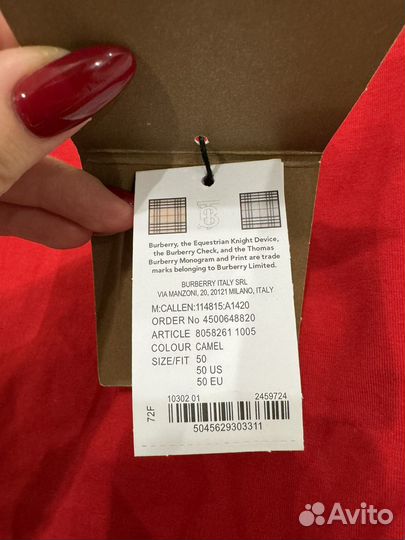 Burberry, the Equestrian Knight Device,
the Burberry Check, and the Thomas
Burberry Monogram and Print are trade
marks belonging to Burberry Limited.
BURBERRY ITALY SRL
VIA MANZONI, 20, 20121 MILANO, ITALY
M:CALLEN:114815:A1420
ORDER No 4500648820
ARTICLE 8058261 1005
COLOUR CAMEL
SIZE/FIT 50
50 US
50 EU
72F
10302.01 2459724
5045629303311
Avito